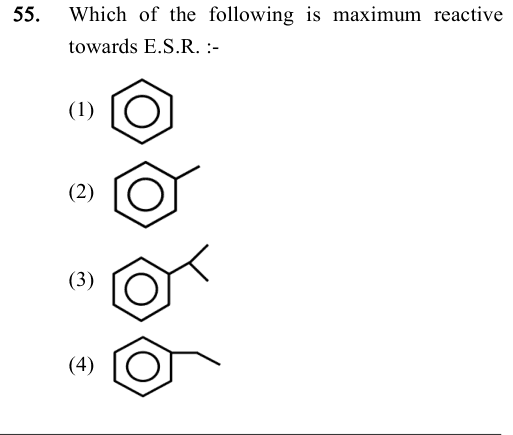 55. Which of the following is maximum reactive
towards E.S.R. :-
(1)
(2)
(3)
(4)